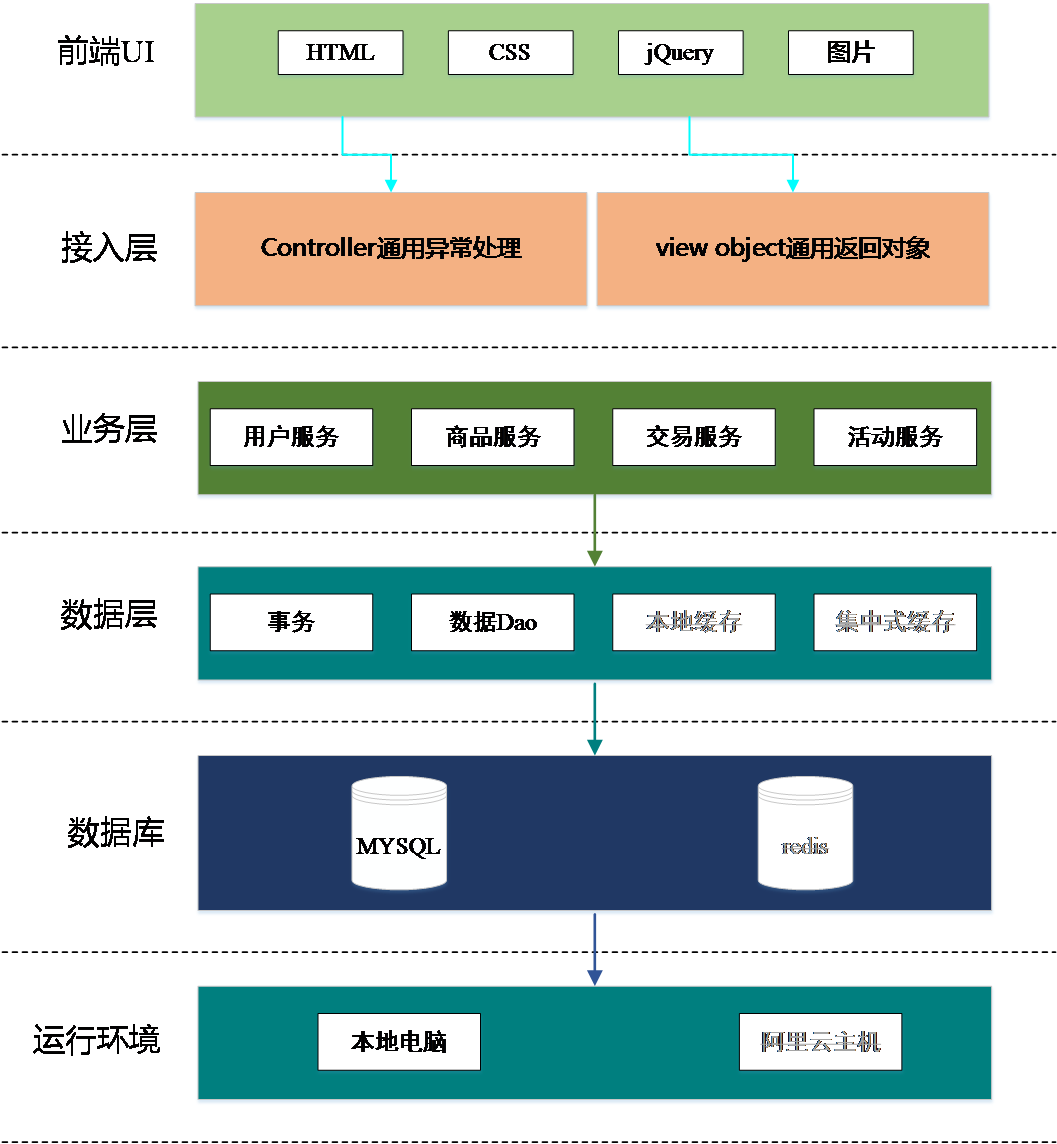 前端UI
HTML
CSS
jQuery
图片
接入层
Controller通用异常处理
view object通用返回对象
业务层
用户服务
商品服务
交易服务
活动服务
数据层
事务
数据Dao
本地缓存
集中式缓存
数据库
MYSQL
redis
运行环境
本地电脑
阿里云主机